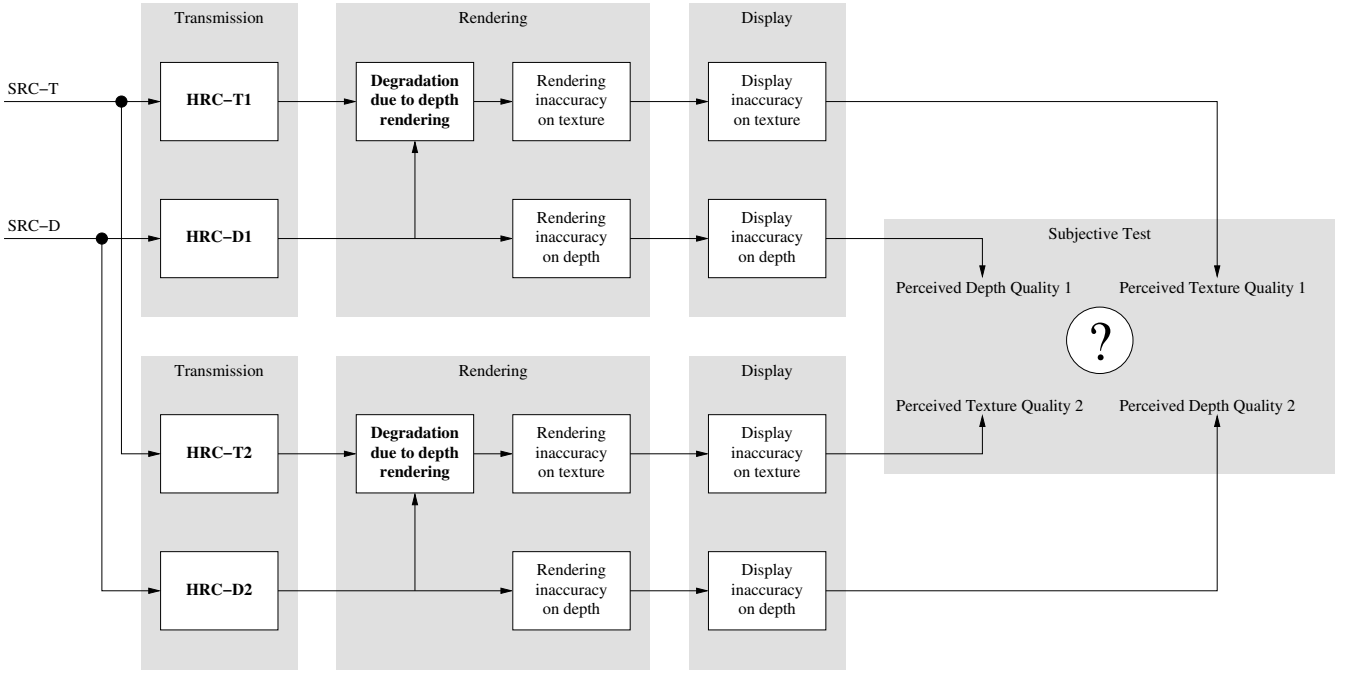 Transmission
Rendering
Display
SRC–T
HRC–T1
Degradation
due to depth
rendering
Rendering
inaccuracy
on texture
Display
inaccuracy
on texture
SRC–D
HRC–D1
Rendering
inaccuracy
on depth
Display
inaccuracy
on depth
Subjective Test
Perceived Depth Quality 1
Perceived Texture Quality 1
?
Perceived Texture Quality 2
Perceived Depth Quality 2
Transmission
Rendering
Display
HRC–T2
Degradation
due to depth
rendering
Rendering
inaccuracy
on texture
Display
inaccuracy
on texture
HRC–D2
Rendering
inaccuracy
on depth
Display
inaccuracy
on depth